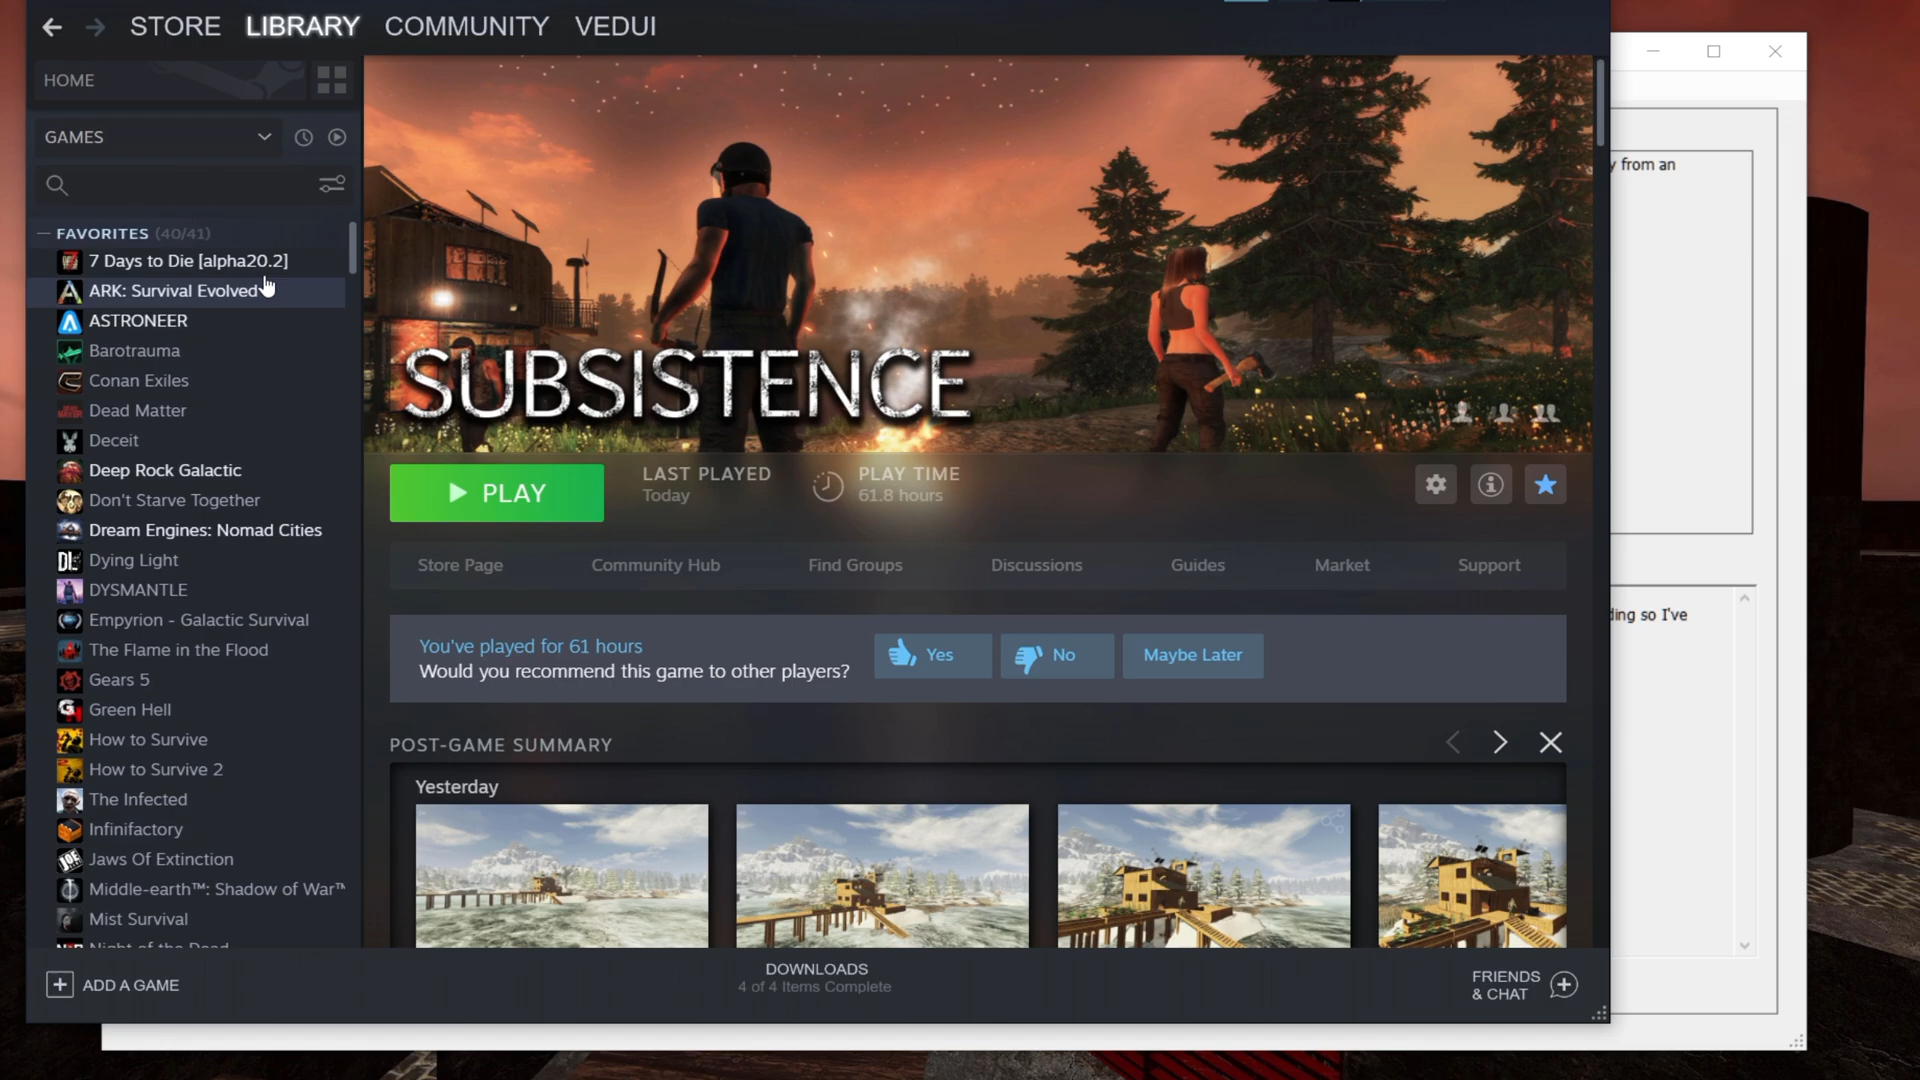 STORE LIBRARY COMMUNITY VEDUI
HOME
GAMES
FAVORITES (40/41)
7 Days to Die [alpha20.2]
ARK: Survival Evolved
ASTRONEER
Barotrauma
Conan Exiles
Dead Matter
Deceit
Deep Rock Galactic
Don't Starve Together
Dream Engines: Nomad Cities
Dying Light
DYSMANTLE
Empyrion - Galactic Survival
The Flame in the Flood
Gears 5
Green Hell
How to Survive
How to Survive 2
The Infected
Infinifactory
Jaws Of Extinction
Middle-earth™: Shadow of War™
Mist Survival
Night of the Dead
ADD A GAME
SUBSISTENCE
PLAY
LAST PLAYED
Today
PLAY TIME
61.8 hours
Store Page Community Hub Find Groups Discussions Guides Market Support
You've played for 61 hours
Would you recommend this game to other players?
Yes No Maybe Later
POST-GAME SUMMARY
Yesterday
DOWNLOADS
4 of 4 Items Complete
FRIENDS
& CHAT
y from an
ding so I've